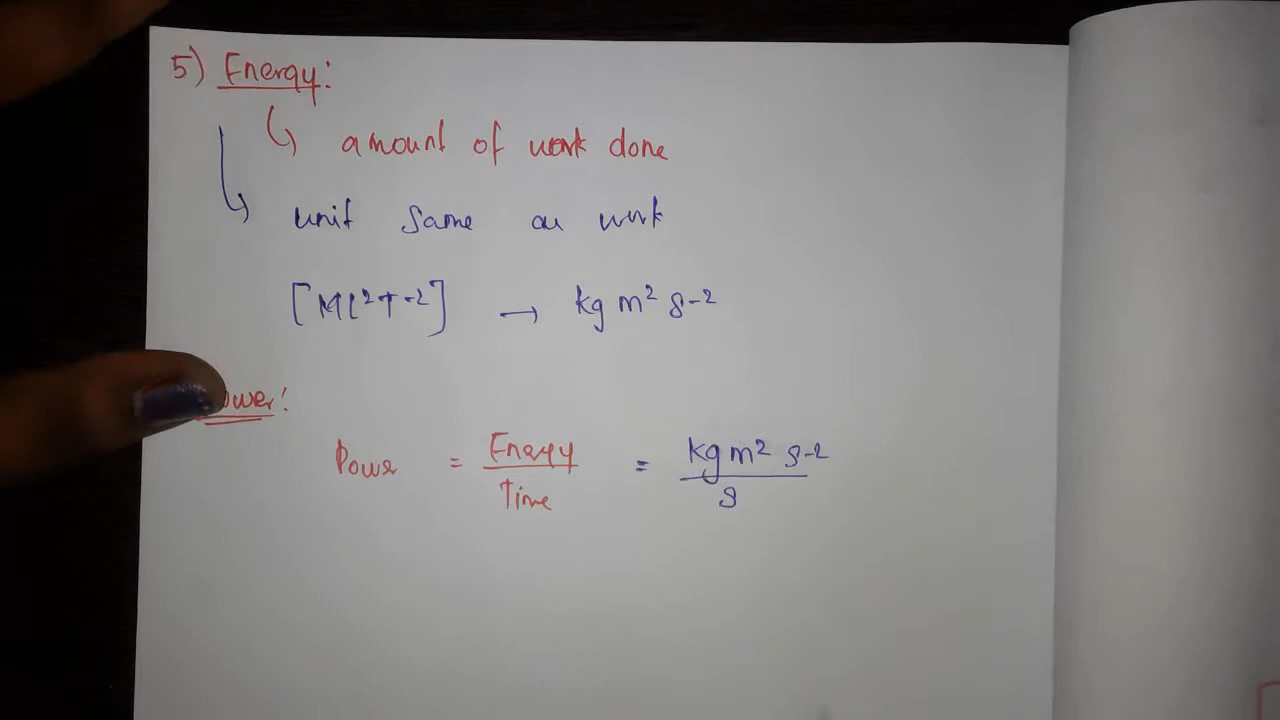 5) Energy:
amount of work done
unit same as work
[ML²T-2] → kg m² s-2
Power = Energy / Time = kg m² s-2 / s